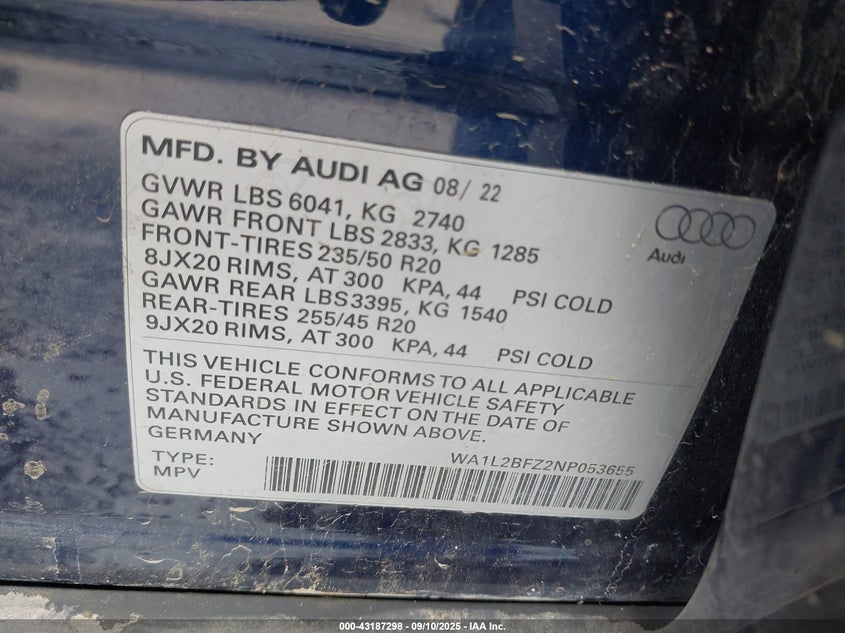 MFD. BY AUDI AG 08/ 22
GVWR LBS 6041, KG 2740
GAWR FRONT LBS 2833, KG 1285
FRONT-TIRES 235/50 R20
8JX20 RIMS, AT 300 KPA, 44 PSI COLD
GAWR REAR LBS3395, KG 1540
REAR-TIRES 255/45 R20
9JX20 RIMS, AT 300 KPA, 44 PSI COLD
Audi
THIS VEHICLE CONFORMS TO ALL APPLICABLE
U.S. FEDERAL MOTOR VEHICLE SAFETY
STANDARDS IN EFFECT ON THE DATE OF
MANUFACTURE SHOWN ABOVE.
GERMANY
WA1L2BFZ2NP053655
TYPE:
MPV
000-43187298 - 09/10/2025 - IAA Inc.